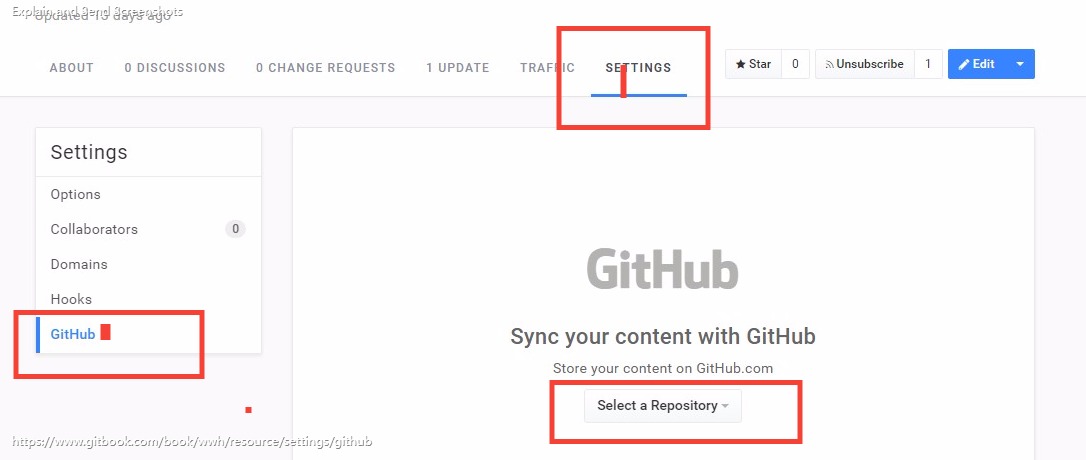 Explain and Send Screenshots
Updated 15 days ago
ABOUT 0 DISCUSSIONS 0 CHANGE REQUESTS 1 UPDATE TRAFFIC SETTINGS Star 0 Unsubscribe 1 Edit
Settings
Options
Collaborators 0
Domains
Hooks
GitHub
GitHub
Sync your content with GitHub
Store your content on GitHub.com
Select a Repository
https://www.gitbook.com/book/wwh/resource/settings/github